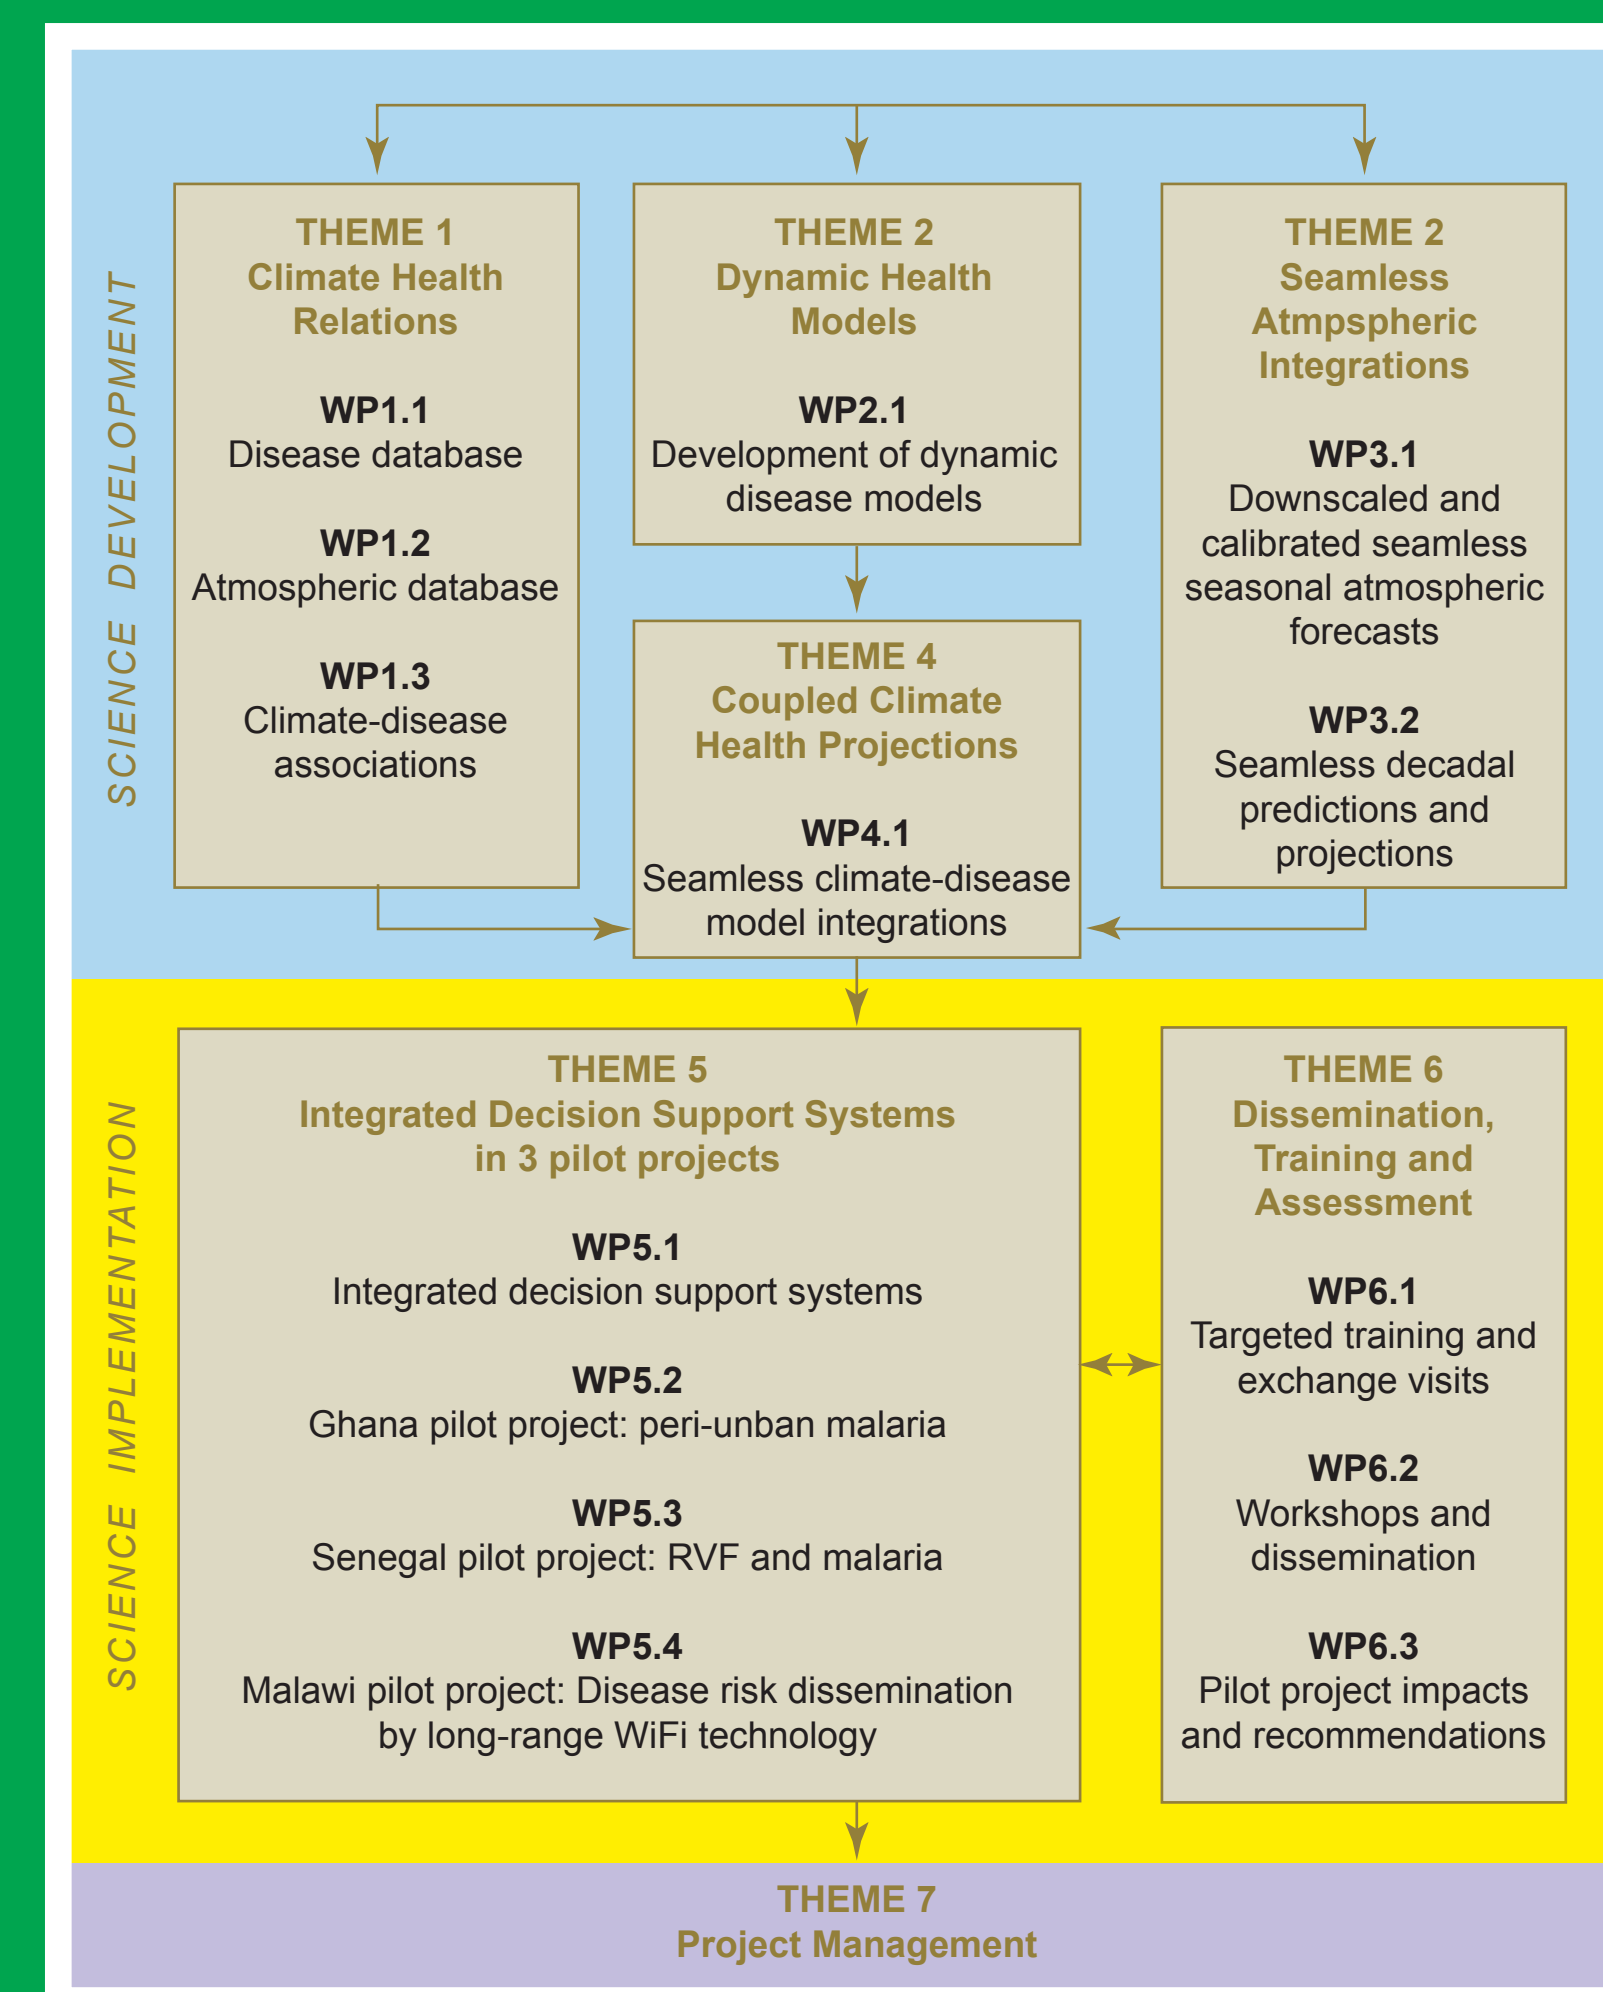 SCIENCE DEVELOPMENT
THEME 1
Climate Health
Relations
WP1.1
Disease database
WP1.2
Atmospheric database
WP1.3
Climate-disease
associations
THEME 2
Dynamic Health
Models
WP2.1
Development of dynamic
disease models
THEME 4
Coupled Climate
Health Projections
WP4.1
Seamless climate-disease
model integrations
THEME 2
Seamless
Atmpspheric
Integrations
WP3.1
Downscaled and
calibrated seamless
seasonal atmospheric
forecasts
WP3.2
Seamless decadal
predictions and
projections
SCIENCE IMPLEMENTATION
THEME 5
Integrated Decision Support Systems
in 3 pilot projects
WP5.1
Integrated decision support systems
WP5.2
Ghana pilot project: peri-unban malaria
WP5.3
Senegal pilot project: RVF and malaria
WP5.4
Malawi pilot project: Disease risk dissemination
by long-range WiFi technology
THEME 6
Dissemination,
Training and
Assessment
WP6.1
Targeted training and
exchange visits
WP6.2
Workshops and
dissemination
WP6.3
Pilot project impacts
and recommendations
THEME 7
Project Management